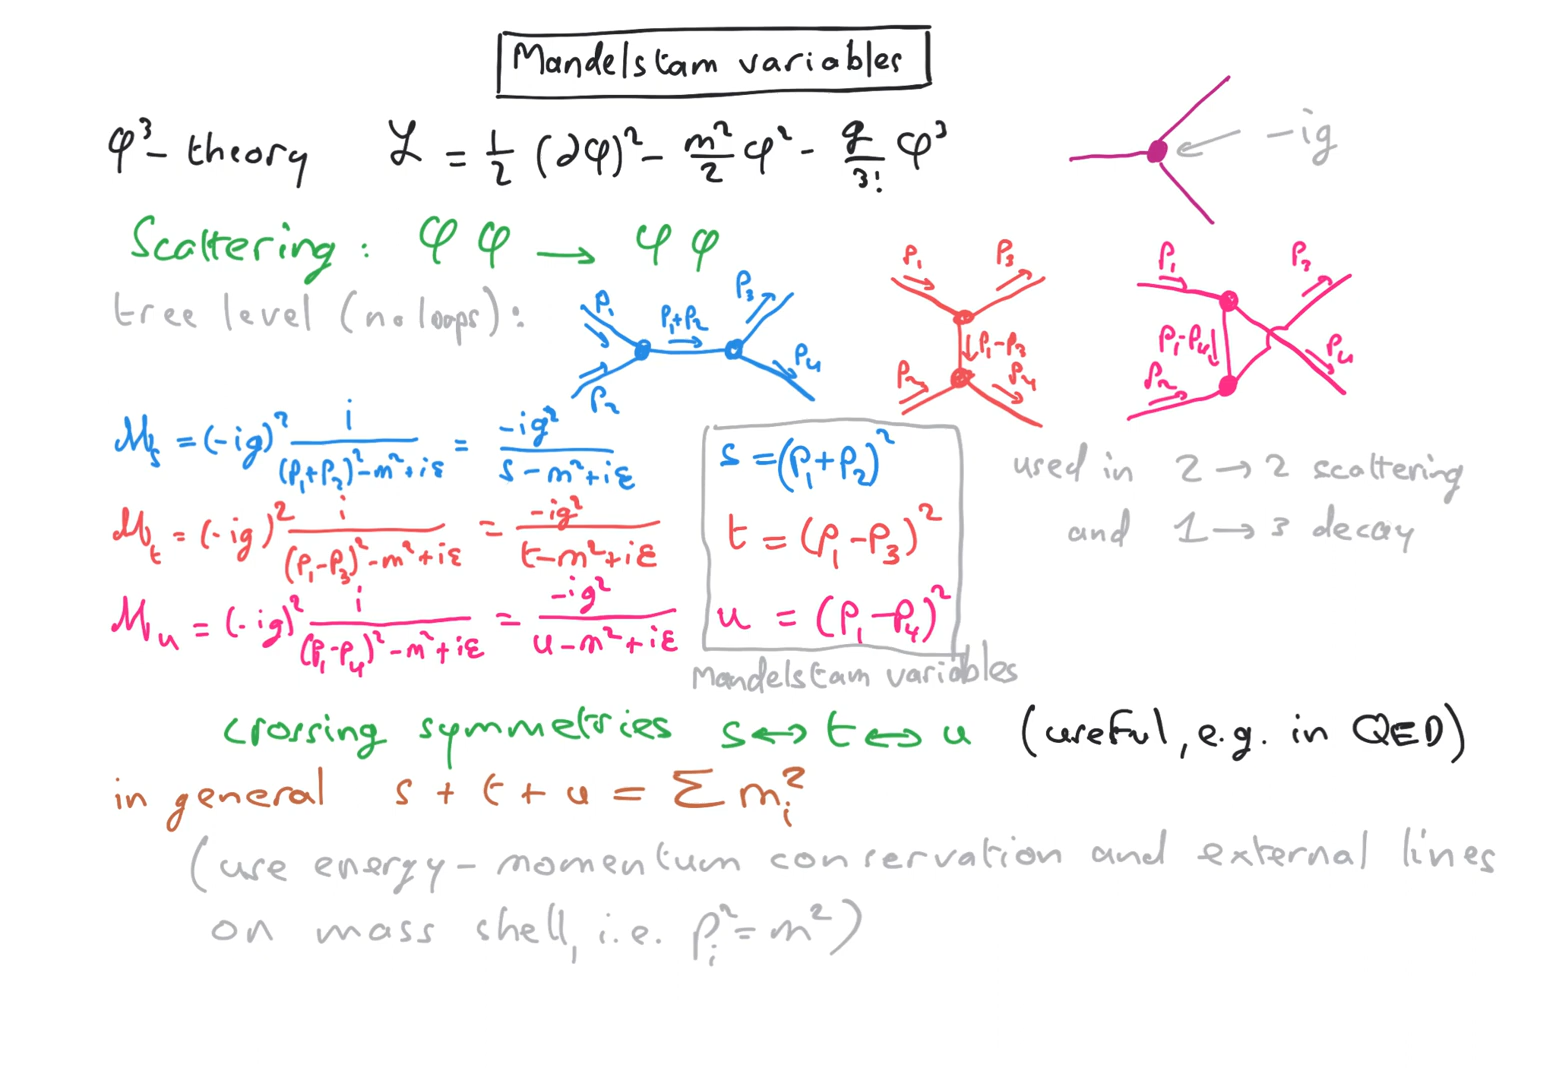 Mandelstam variables
φ³-theory ℒ = 1/2 (∂φ)² - m²/2 φ² - g/3! φ³
-ig
Scattering: φ φ → φ φ
tree level (no loops):
P₁ P₂ P₁+P₂ P₃ P₄
P₁ P₂ P₁-P₃ P₃ P₄
P₁ P₂ P₁-P₄ P₃ P₄
ℳₛ = (-ig)² i/((P₁+P₂)²-m²+iε) = -ig²/(s-m²+iε)
ℳₜ = (-ig)² i/((P₁-P₃)²-m²+iε) = -ig²/(t-m²+iε)
ℳᵤ = (-ig)² i/((P₁-P₄)²-m²+iε) = -ig²/(u-m²+iε)
s = (P₁+P₂)²
t = (P₁-P₃)²
u = (P₁-P₄)²
Mandelstam variables
used in 2 → 2 scattering
and 1 → 3 decay
crossing symmetries s ↔ t ↔ u (careful, e.g. in QED)
in general s + t + u = Σ mᵢ²
(use energy-momentum conservation and external lines
on mass shell, i.e. pᵢ² = m²)